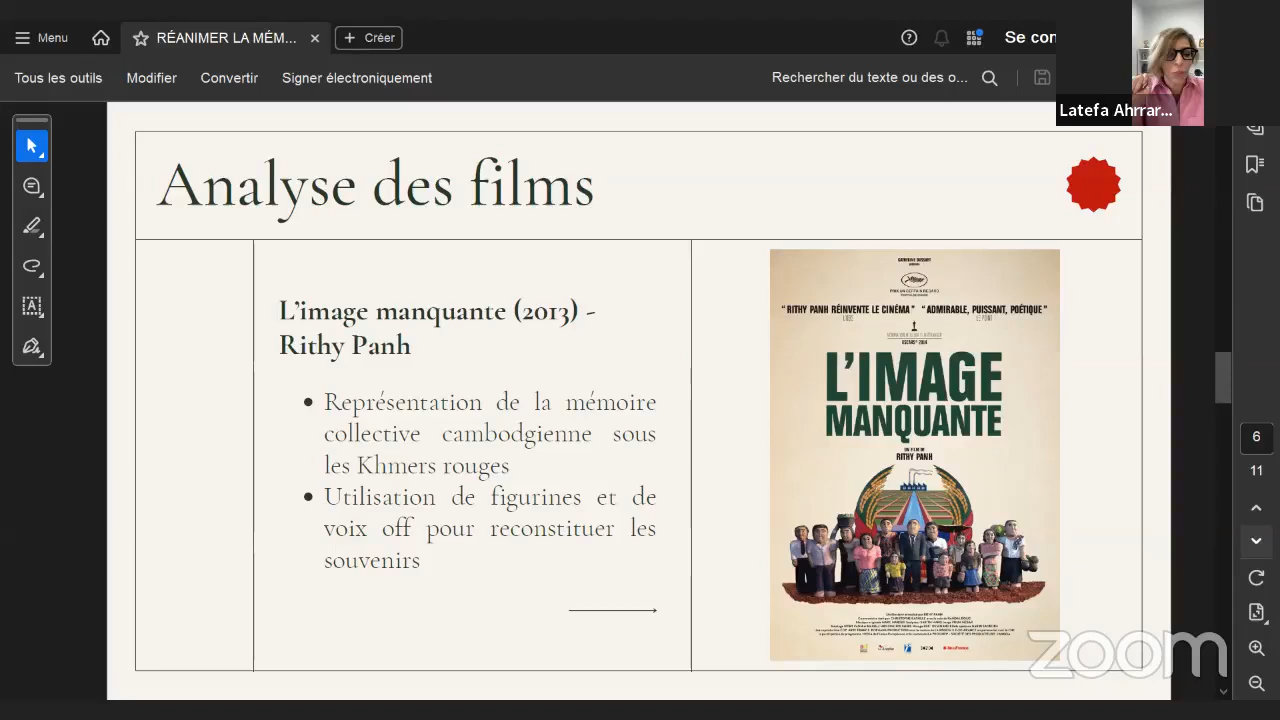 Menu
RÉANIMER LA MÉM...
Créer
Se con
Tous les outils
Modifier
Convertir
Signer électroniquement
Rechercher du texte ou des o...
Latefa Ahrrar...
Analyse des films
L'image manquante (2013) -
Rithy Panh
• Représentation de la mémoire
collective cambodgienne sous
les Khmers rouges
• Utilisation de figurines et de
voix off pour reconstituer les
souvenirs
"RITHY PANH RÉINVENTE LE CINÉMA" "ADMIRABLE, PUISSANT, POÉTIQUE"
L'IMAGE
MANQUANTE
UN FILM DE
RITHY PANH
6
11
zoom